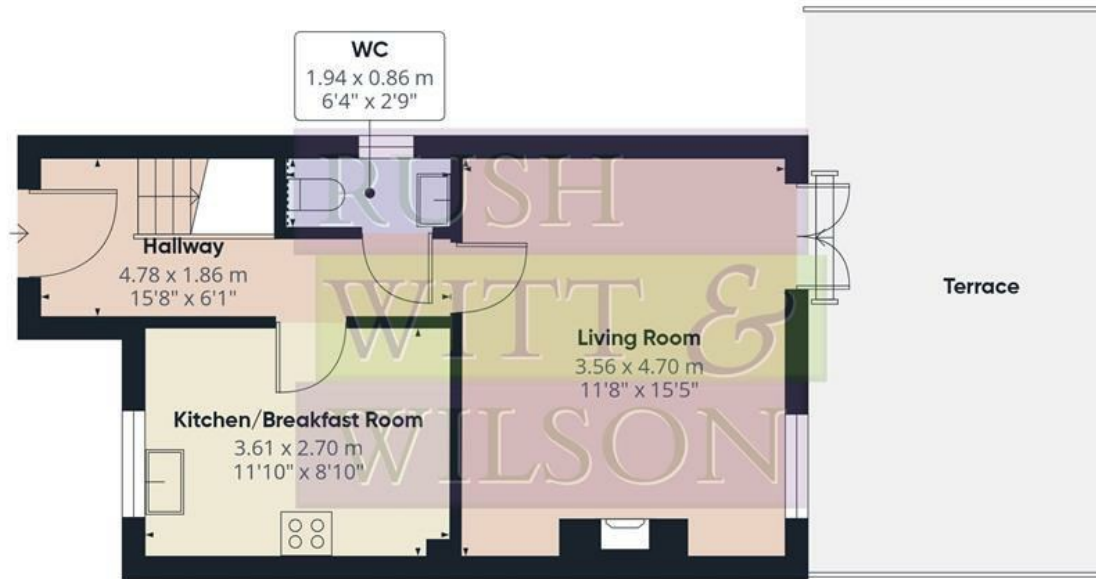 WC
1.94 x 0.86 m
6'4" x 2'9"
RUSH
WITT &
WILSON
Hallway
4.78 x 1.86 m
15'8" x 6'1"
Living Room
3.56 x 4.70 m
11'8" x 15'5"
Terrace
Kitchen/Breakfast Room
3.61 x 2.70 m
11'10" x 8'10"